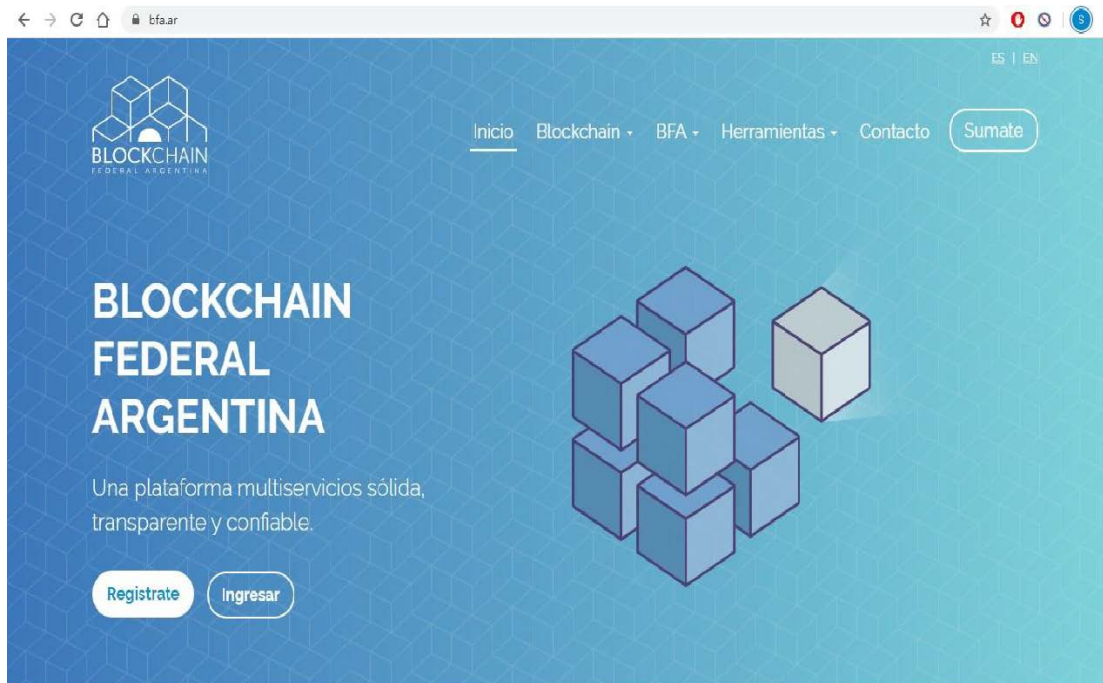 bfa.ar
S
ES | EN
BLOCKCHAIN
FEDERAL ARGENTINA
Inicio Blockchain BFA Herramientas Contacto Sumate
BLOCKCHAIN
FEDERAL
ARGENTINA
Una plataforma multiservicios sólida,
transparente y confiable.
Registrate Ingresar